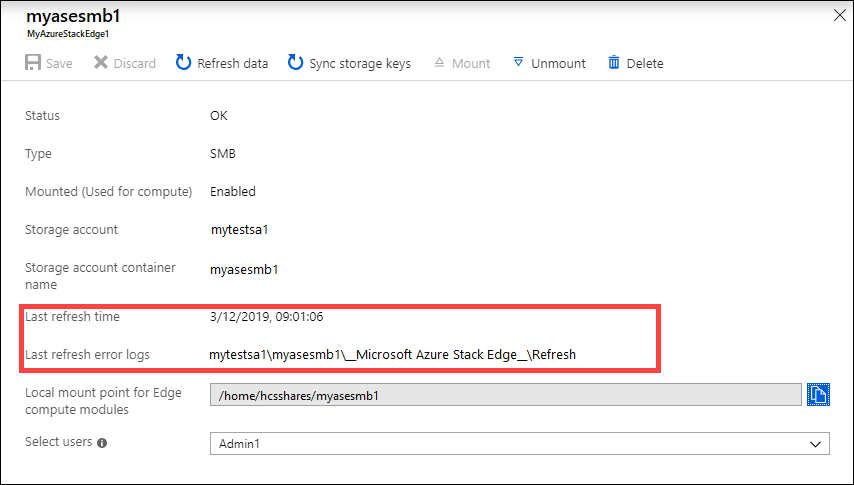 myasesmb1
MyAzureStackEdge1
Save Discard Refresh data Sync storage keys Mount Unmount Delete
Status OK
Type SMB
Mounted (Used for compute) Enabled
Storage account mytestsa1
Storage account container name myasesmb1
Last refresh time 3/12/2019, 09:01:06
Last refresh error logs mytestsa1\myasesmb1\__Microsoft Azure Stack Edge__\Refresh
Local mount point for Edge compute modules /home/hcsshares/myasesmb1
Select users Admin1